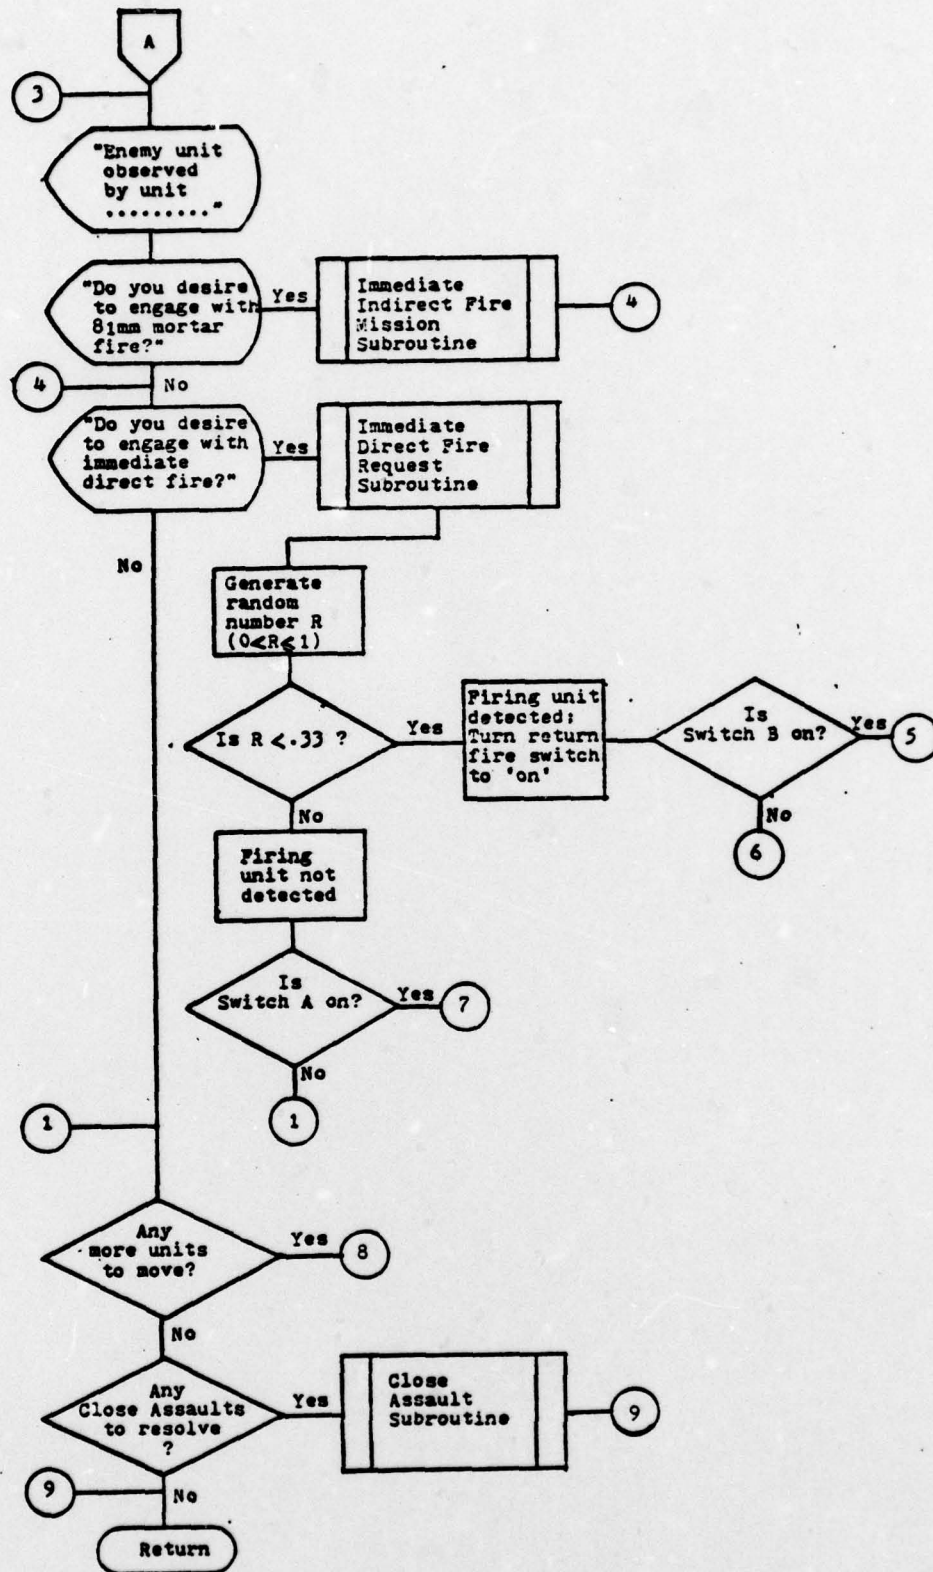 A
3
"Enemy unit
observed
by unit
........."
"Do you desire
to engage with
81mm mortar
fire?"
Yes
Immediate
Indirect Fire
Mission
Subroutine
4
4
No
"Do you desire
to engage with
immediate
direct fire?"
Yes
Immediate
Direct Fire
Request
Subroutine
No
Generate
random
number R
(0<R≤1)
Is R <.33 ?
Yes
Firing unit
detected;
Turn return
fire switch
to 'on'
Is
Switch B on?
Yes
5
No
6
No
Firing
unit not
detected
Is
Switch A on?
Yes
7
No
1
1
Any
more units
to move?
Yes
8
No
Any
Close Assaults
to resolve
?
Yes
Close
Assault
Subroutine
9
9
No
Return